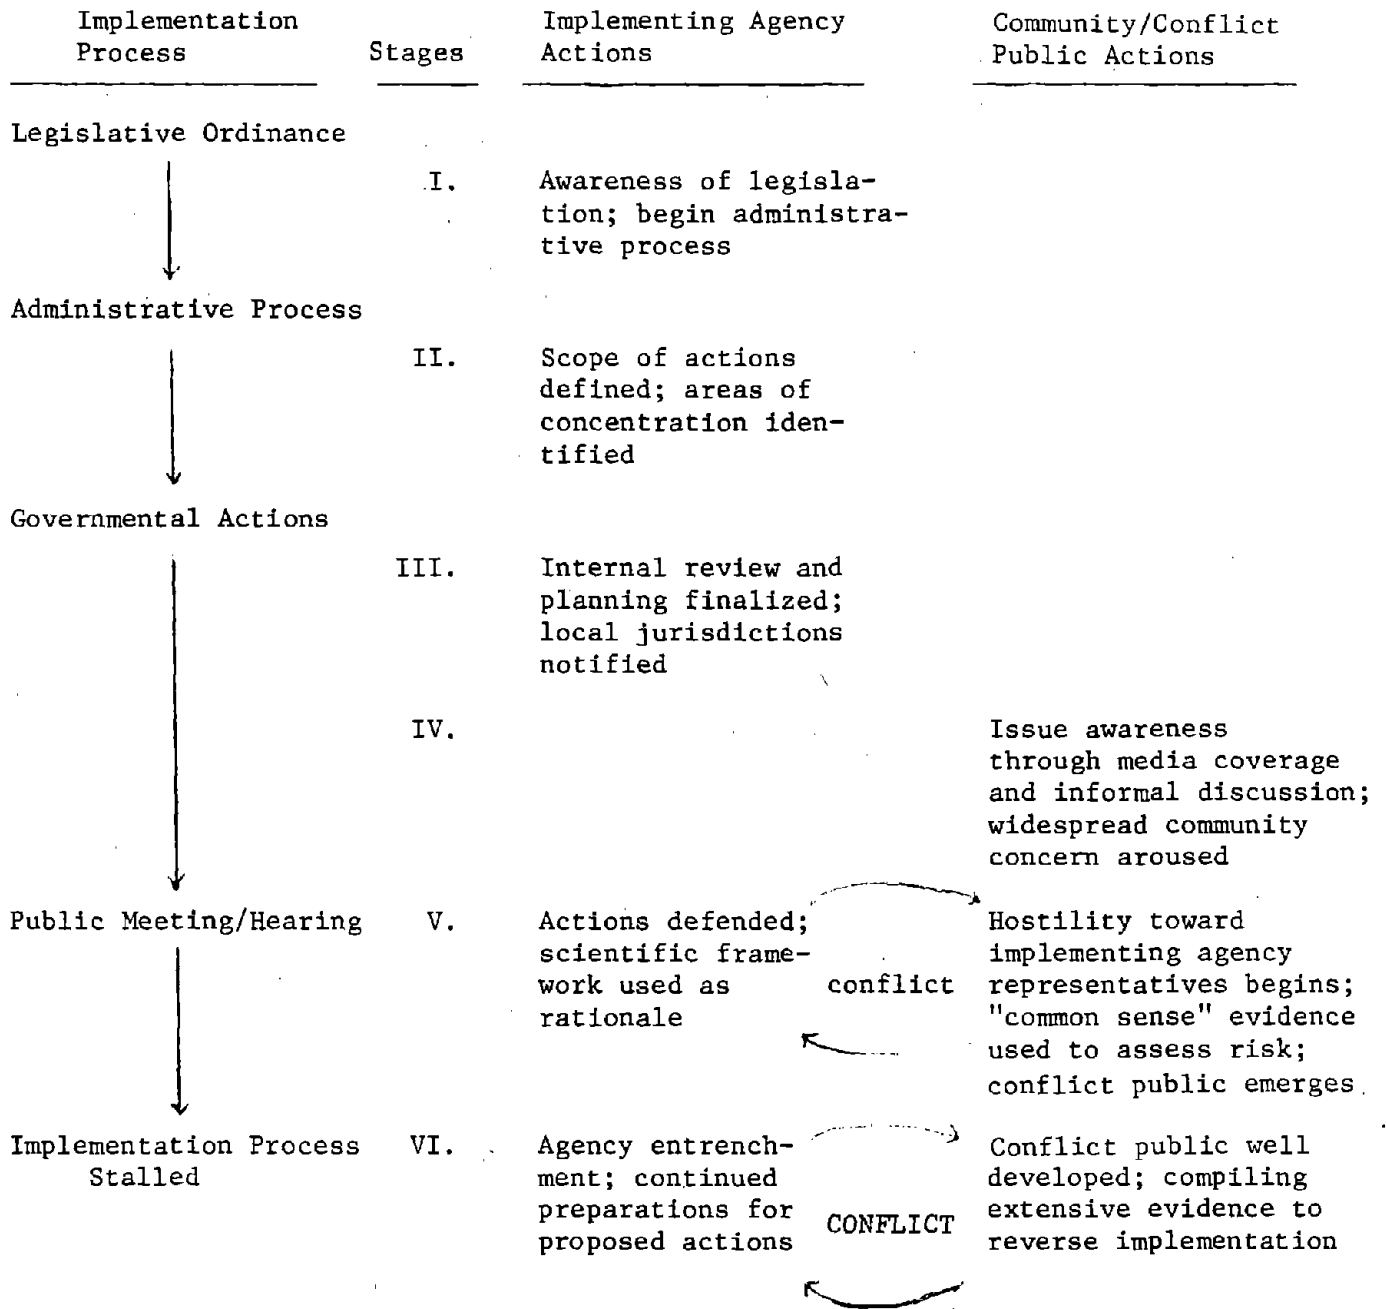 Implementation Process
Stages
Implementing Agency Actions
Community/Conflict Public Actions
Legislative Ordinance
I.
Awareness of legisla-
tion; begin administra-
tive process
Administrative Process
II.
Scope of actions
defined; areas of
concentration iden-
tified
Governmental Actions
III.
Internal review and
planning finalized;
local jurisdictions
notified
IV.
Issue awareness
through media coverage
and informal discussion;
widespread community
concern aroused
Public Meeting/Hearing
V.
Actions defended;
scientific frame-
work used as
rationale
conflict
Hostility toward
implementing agency
representatives begins;
"common sense" evidence
used to assess risk;
conflict public emerges
Implementation Process
Stalled
VI.
Agency entrench-
ment; continued
preparations for
proposed actions
CONFLICT
Conflict public well
developed; compiling
extensive evidence to
reverse implementation